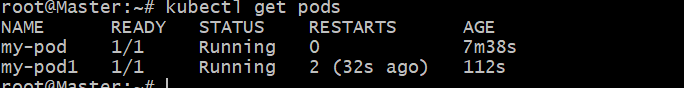 root@Master:~# kubectl get pods
NAME READY STATUS RESTARTS AGE
my-pod 1/1 Running 0 7m38s
my-pod1 1/1 Running 2 (32s ago) 112s
root@Master:~#